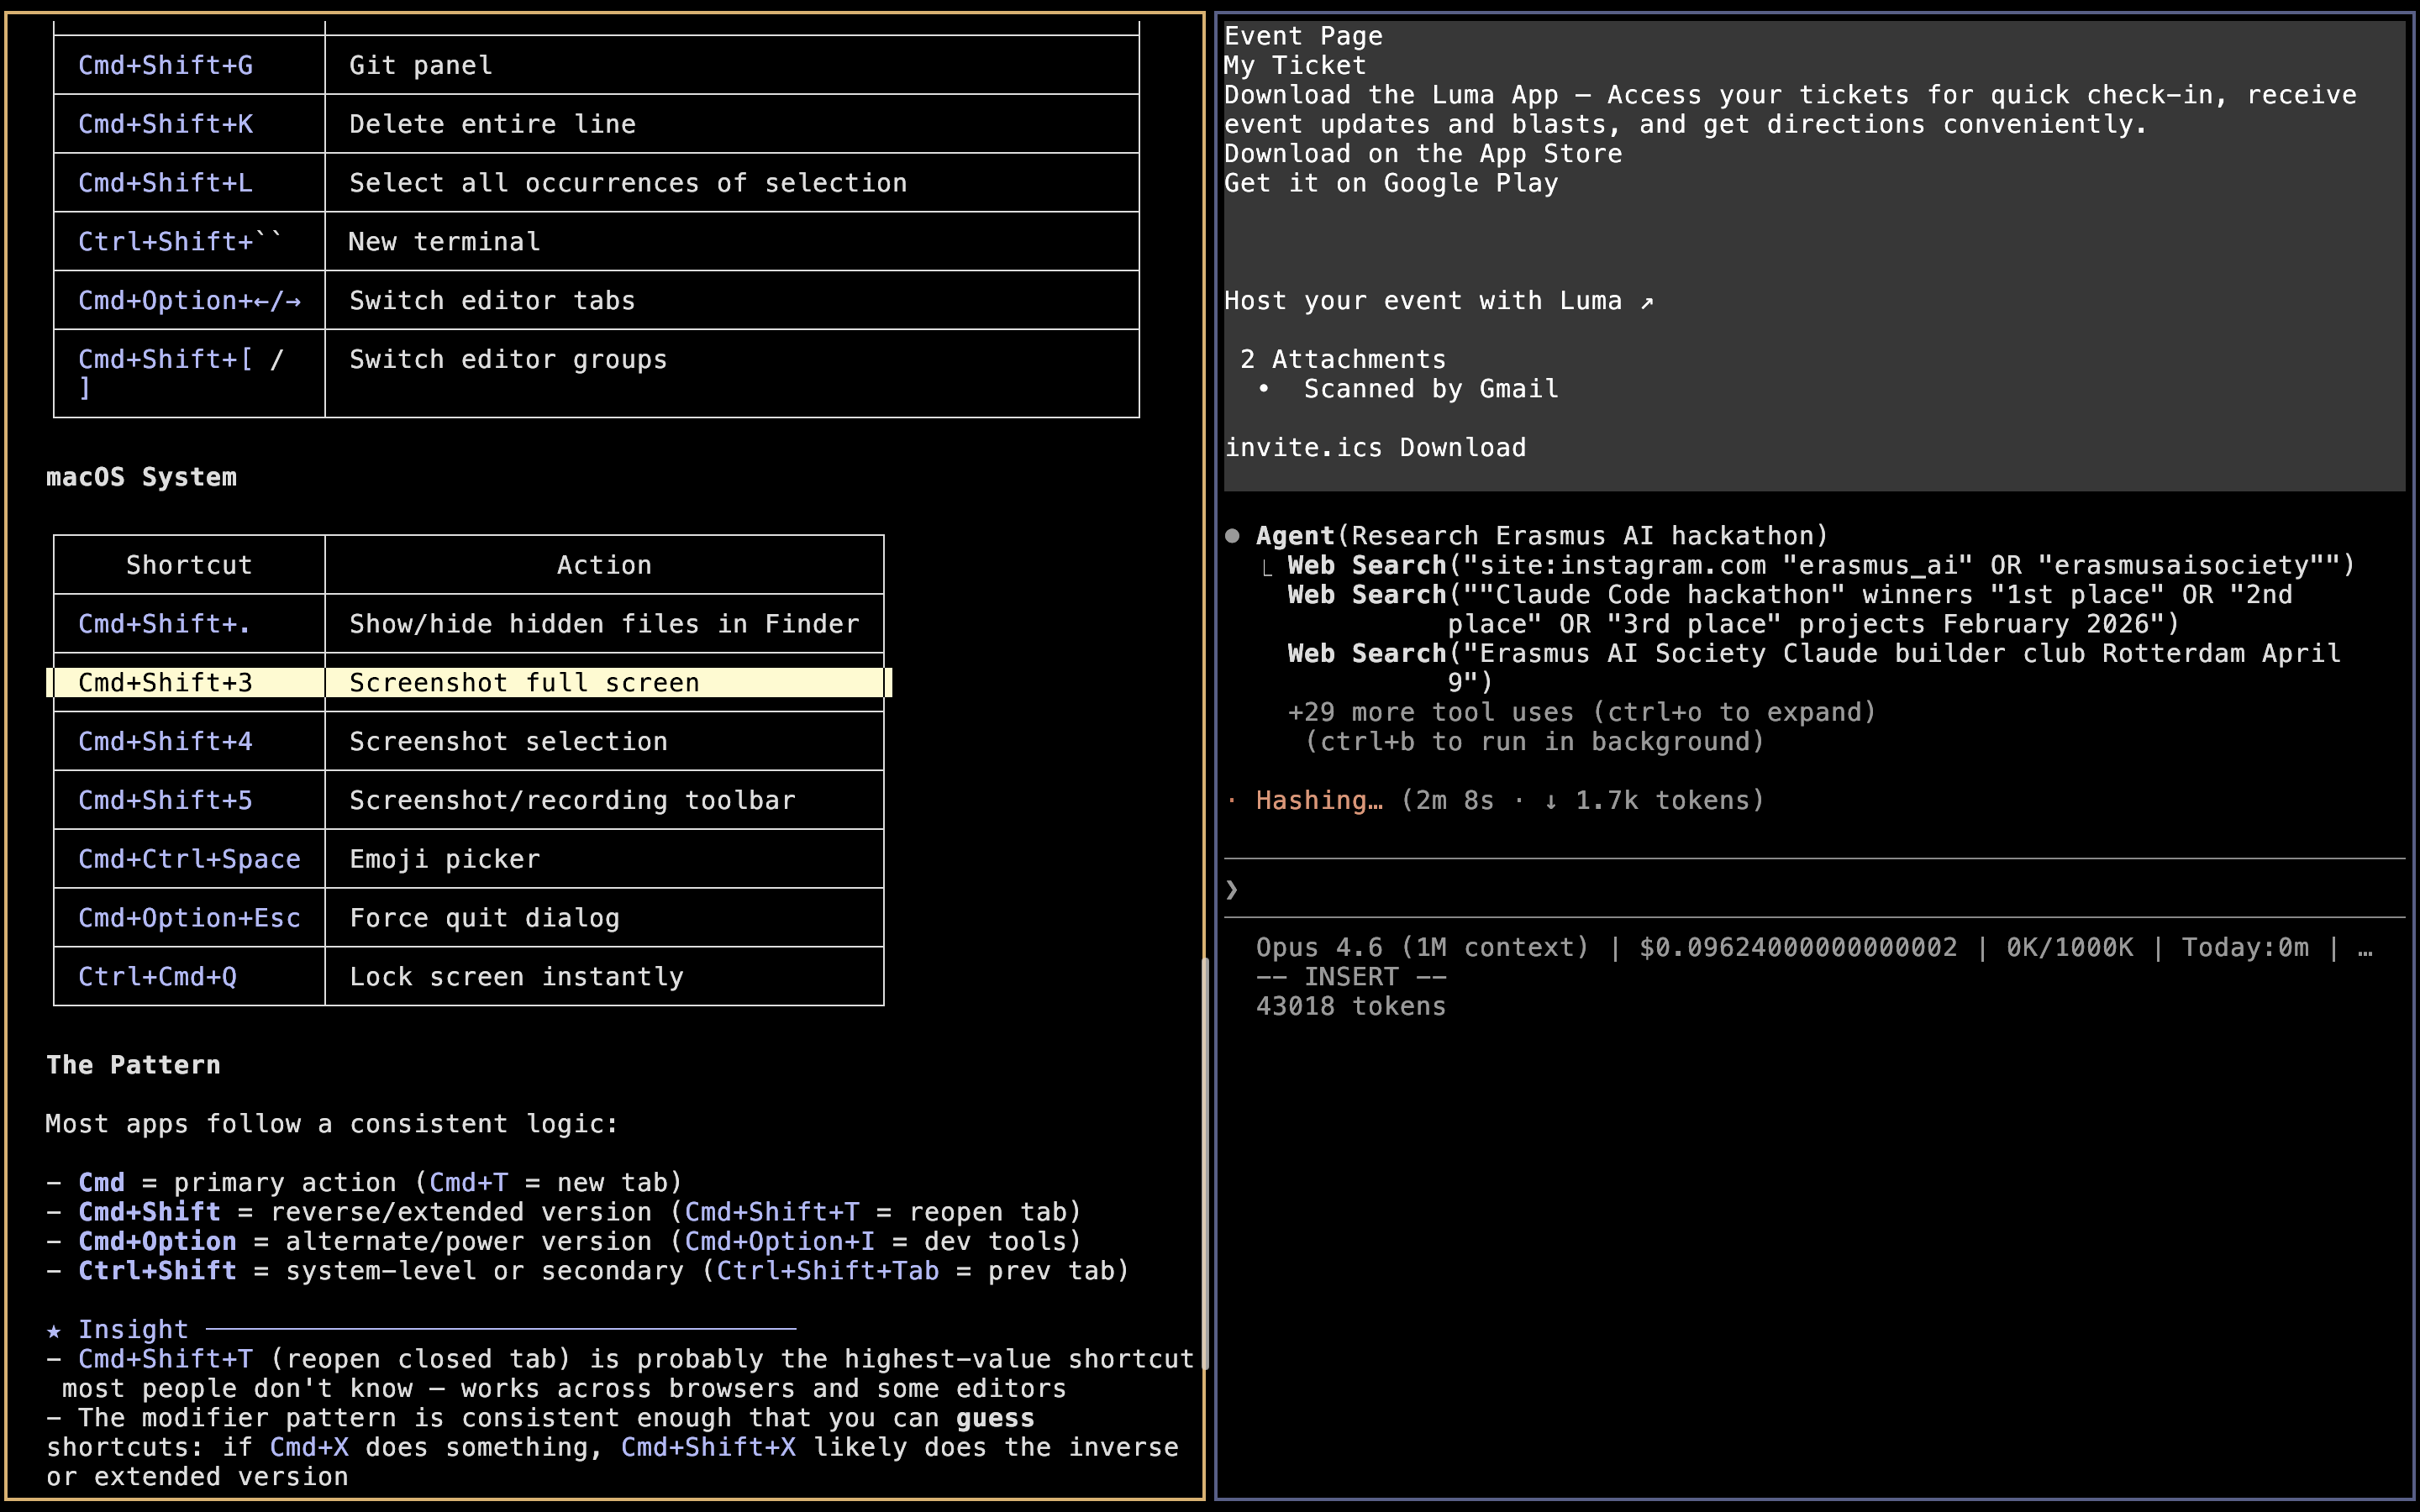 Cmd+Shift+G Git panel
Cmd+Shift+K Delete entire line
Cmd+Shift+L Select all occurrences of selection
Ctrl+Shift+`` New terminal
Cmd+Option+←/→ Switch editor tabs
Cmd+Shift+[ / Switch editor groups
]
macOS System
Shortcut Action
Cmd+Shift+. Show/hide hidden files in Finder
Cmd+Shift+3 Screenshot full screen
Cmd+Shift+4 Screenshot selection
Cmd+Shift+5 Screenshot/recording toolbar
Cmd+Ctrl+Space Emoji picker
Cmd+Option+Esc Force quit dialog
Ctrl+Cmd+Q Lock screen instantly
The Pattern
Most apps follow a consistent logic:
- Cmd = primary action (Cmd+T = new tab)
- Cmd+Shift = reverse/extended version (Cmd+Shift+T = reopen tab)
- Cmd+Option = alternate/power version (Cmd+Option+I = dev tools)
- Ctrl+Shift = system-level or secondary (Ctrl+Shift+Tab = prev tab)
★ Insight ─────────────────────────────────────
- Cmd+Shift+T (reopen closed tab) is probably the highest-value shortcut
most people don't know — works across browsers and some editors
- The modifier pattern is consistent enough that you can guess
shortcuts: if Cmd+X does something, Cmd+Shift+X likely does the inverse
or extended version
Event Page
My Ticket
Download the Luma App — Access your tickets for quick check-in, receive
event updates and blasts, and get directions conveniently.
Download on the App Store
Get it on Google Play
Host your event with Luma ↗
2 Attachments
• Scanned by Gmail
invite.ics Download
● Agent(Research Erasmus AI hackathon)
⎿ Web Search("site:instagram.com "erasmus_ai" OR "erasmusaisociety"")
Web Search(""Claude Code hackathon" winners "1st place" OR "2nd
place" OR "3rd place" projects February 2026")
Web Search("Erasmus AI Society Claude builder club Rotterdam April
9")
+29 more tool uses (ctrl+o to expand)
(ctrl+b to run in background)
· Hashing… (2m 8s · ↓ 1.7k tokens)
❯
Opus 4.6 (1M context) | $0.09624000000000002 | 0K/1000K | Today:0m | …
-- INSERT --
43018 tokens